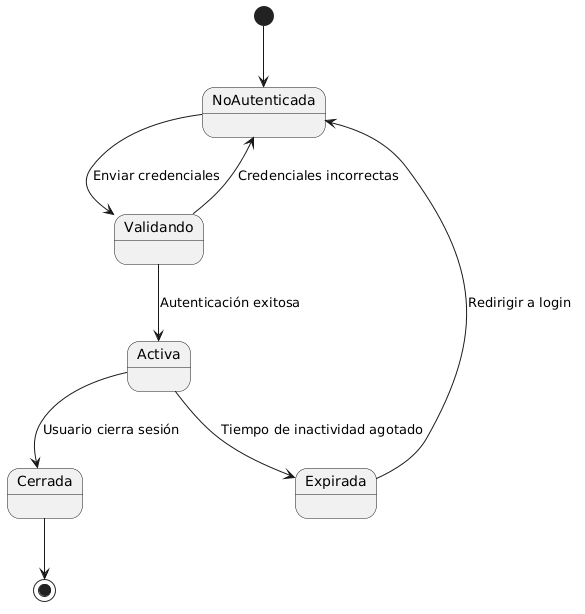 NoAutenticada
Enviar credenciales
Credenciales incorrectas
Validando
Autenticación exitosa
Redirigir a login
Activa
Usuario cierra sesión
Tiempo de inactividad agotado
Cerrada
Expirada